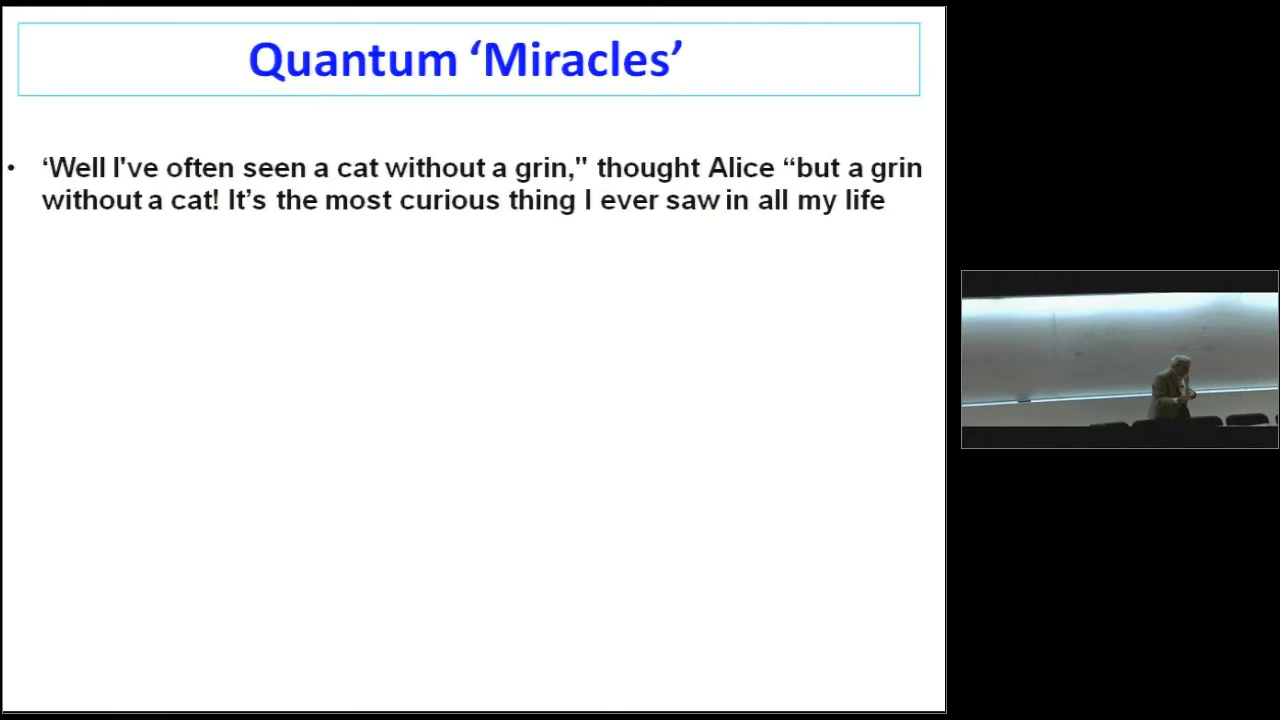 Quantum ‘Miracles’
• ‘Well I've often seen a cat without a grin," thought Alice “but a grin
without a cat! It’s the most curious thing I ever saw in all my life